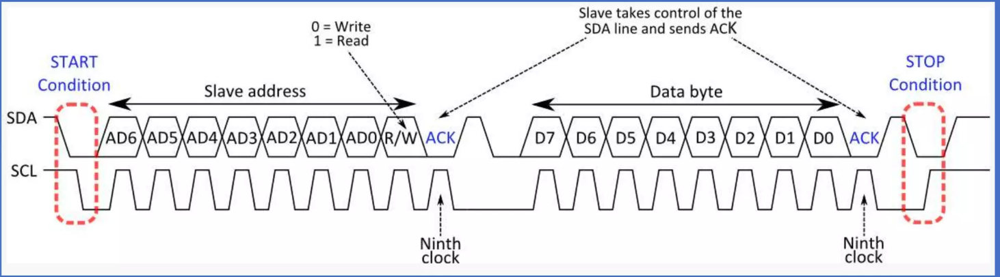 Slave takes control of the
SDA line and sends ACK
0 = Write
1 = Read
START
Condition
STOP
Condition
Slave address
Data byte
SDA
AD6 AD5 AD4 AD3 AD2 AD1 AD0 R/W ACK D7 D6 D5 D4 D3 D2 D1 D0 ACK
SCL
Ninth
clock
Ninth
clock